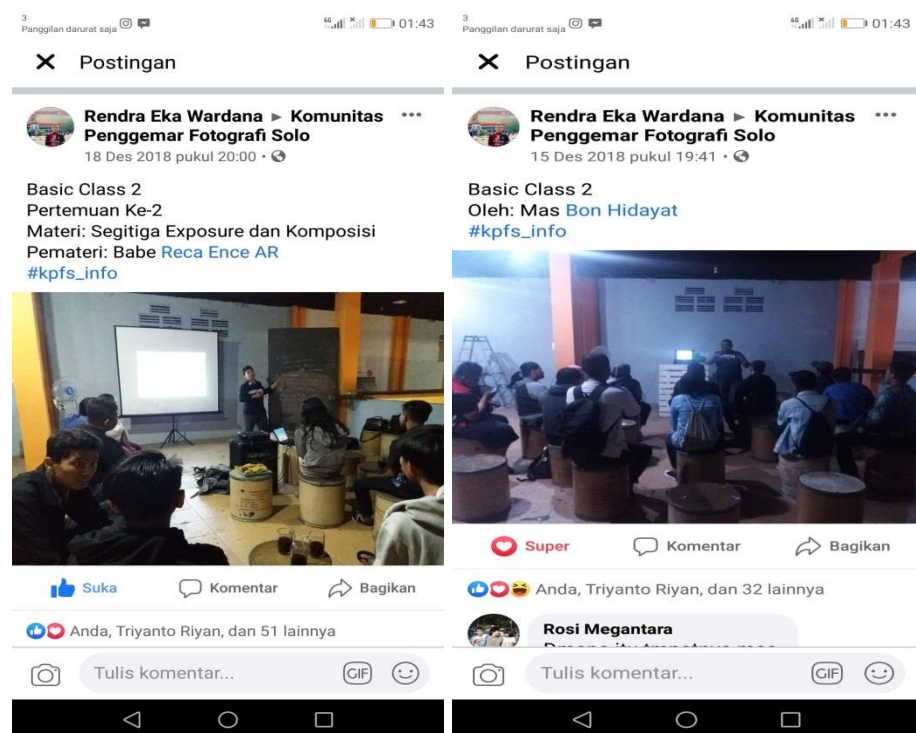 3
Panggilan darurat saja
4G
01:43
Postingan
Rendra Eka Wardana ▸ Komunitas
Penggemar Fotografi Solo
18 Des 2018 pukul 20:00
Basic Class 2
Pertemuan Ke-2
Materi: Segitiga Exposure dan Komposisi
Pemateri: Babe Reca Ence AR
#kpfs_info
Suka
Komentar
Bagikan
Anda, Triyanto Riyan, dan 51 lainnya
Tulis komentar...
GIF
3
Panggilan darurat saja
4G
01:43
Postingan
Rendra Eka Wardana ▸ Komunitas
Penggemar Fotografi Solo
15 Des 2018 pukul 19:41
Basic Class 2
Oleh: Mas Bon Hidayat
#kpfs_info
Super
Komentar
Bagikan
Anda, Triyanto Riyan, dan 32 lainnya
Rosi Megantara
Tulis komentar...
GIF